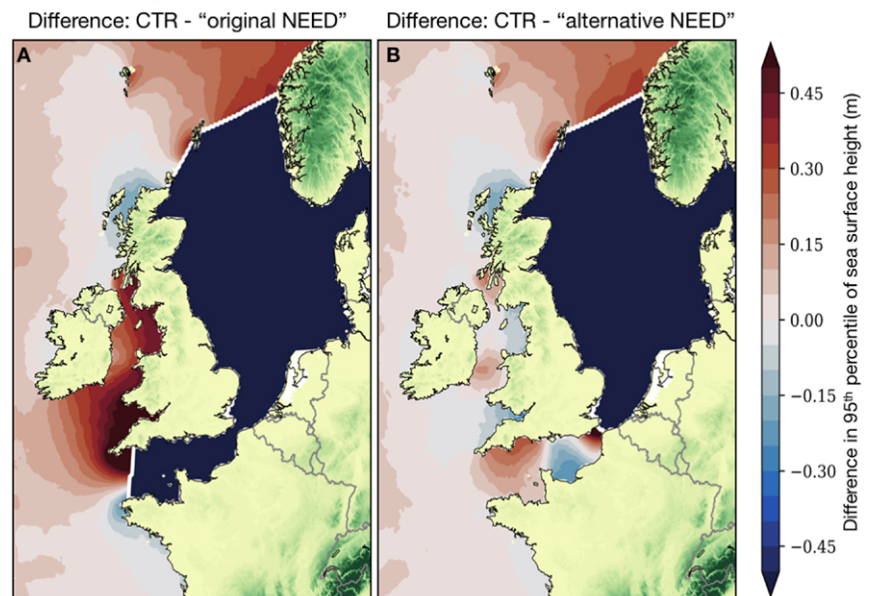 Difference: CTR - “original NEED”
Difference: CTR - “alternative NEED”
A
B
0.45
0.30
0.15
0.00
−0.15
−0.30
−0.45
Difference in 95th percentile of sea surface height (m)